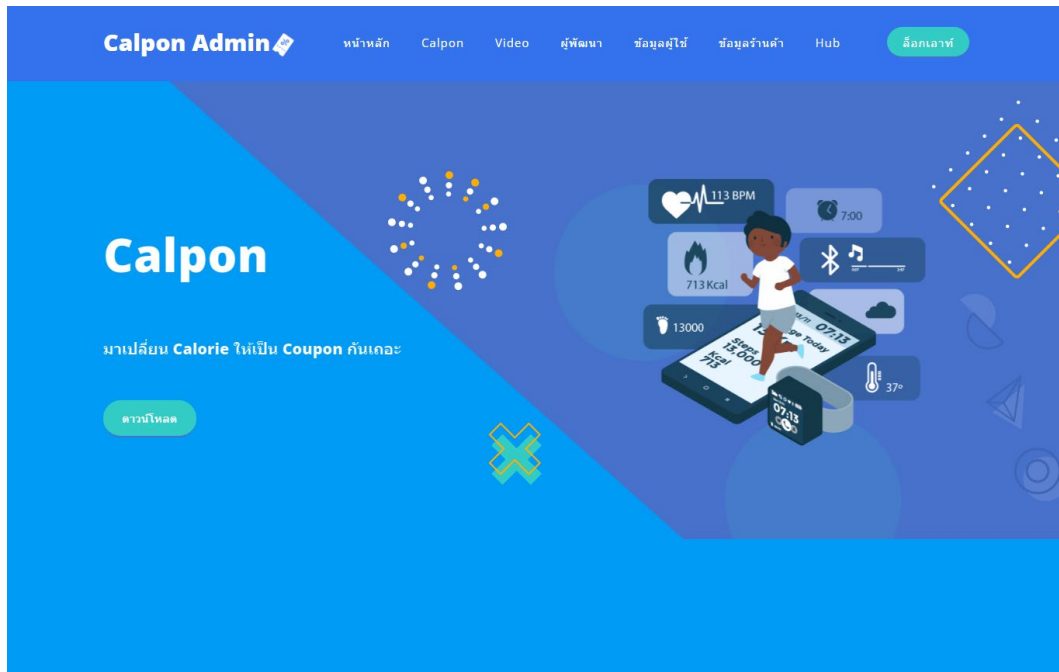 Calpon Admin
หน้าหลัก
Calpon
Video
ผู้พัฒนา
ข้อมูลผู้ใช้
ข้อมูลร้านค้า
Hub
ล็อกเอาท์
Calpon
มาเปลี่ยน Calorie ให้เป็น Coupon กันเถอะ
ดาวน์โหลด
113 BPM
7:00
713 Kcal
13000
37°
07:13
Today
Steps
13,000
Kcal
713
07:13